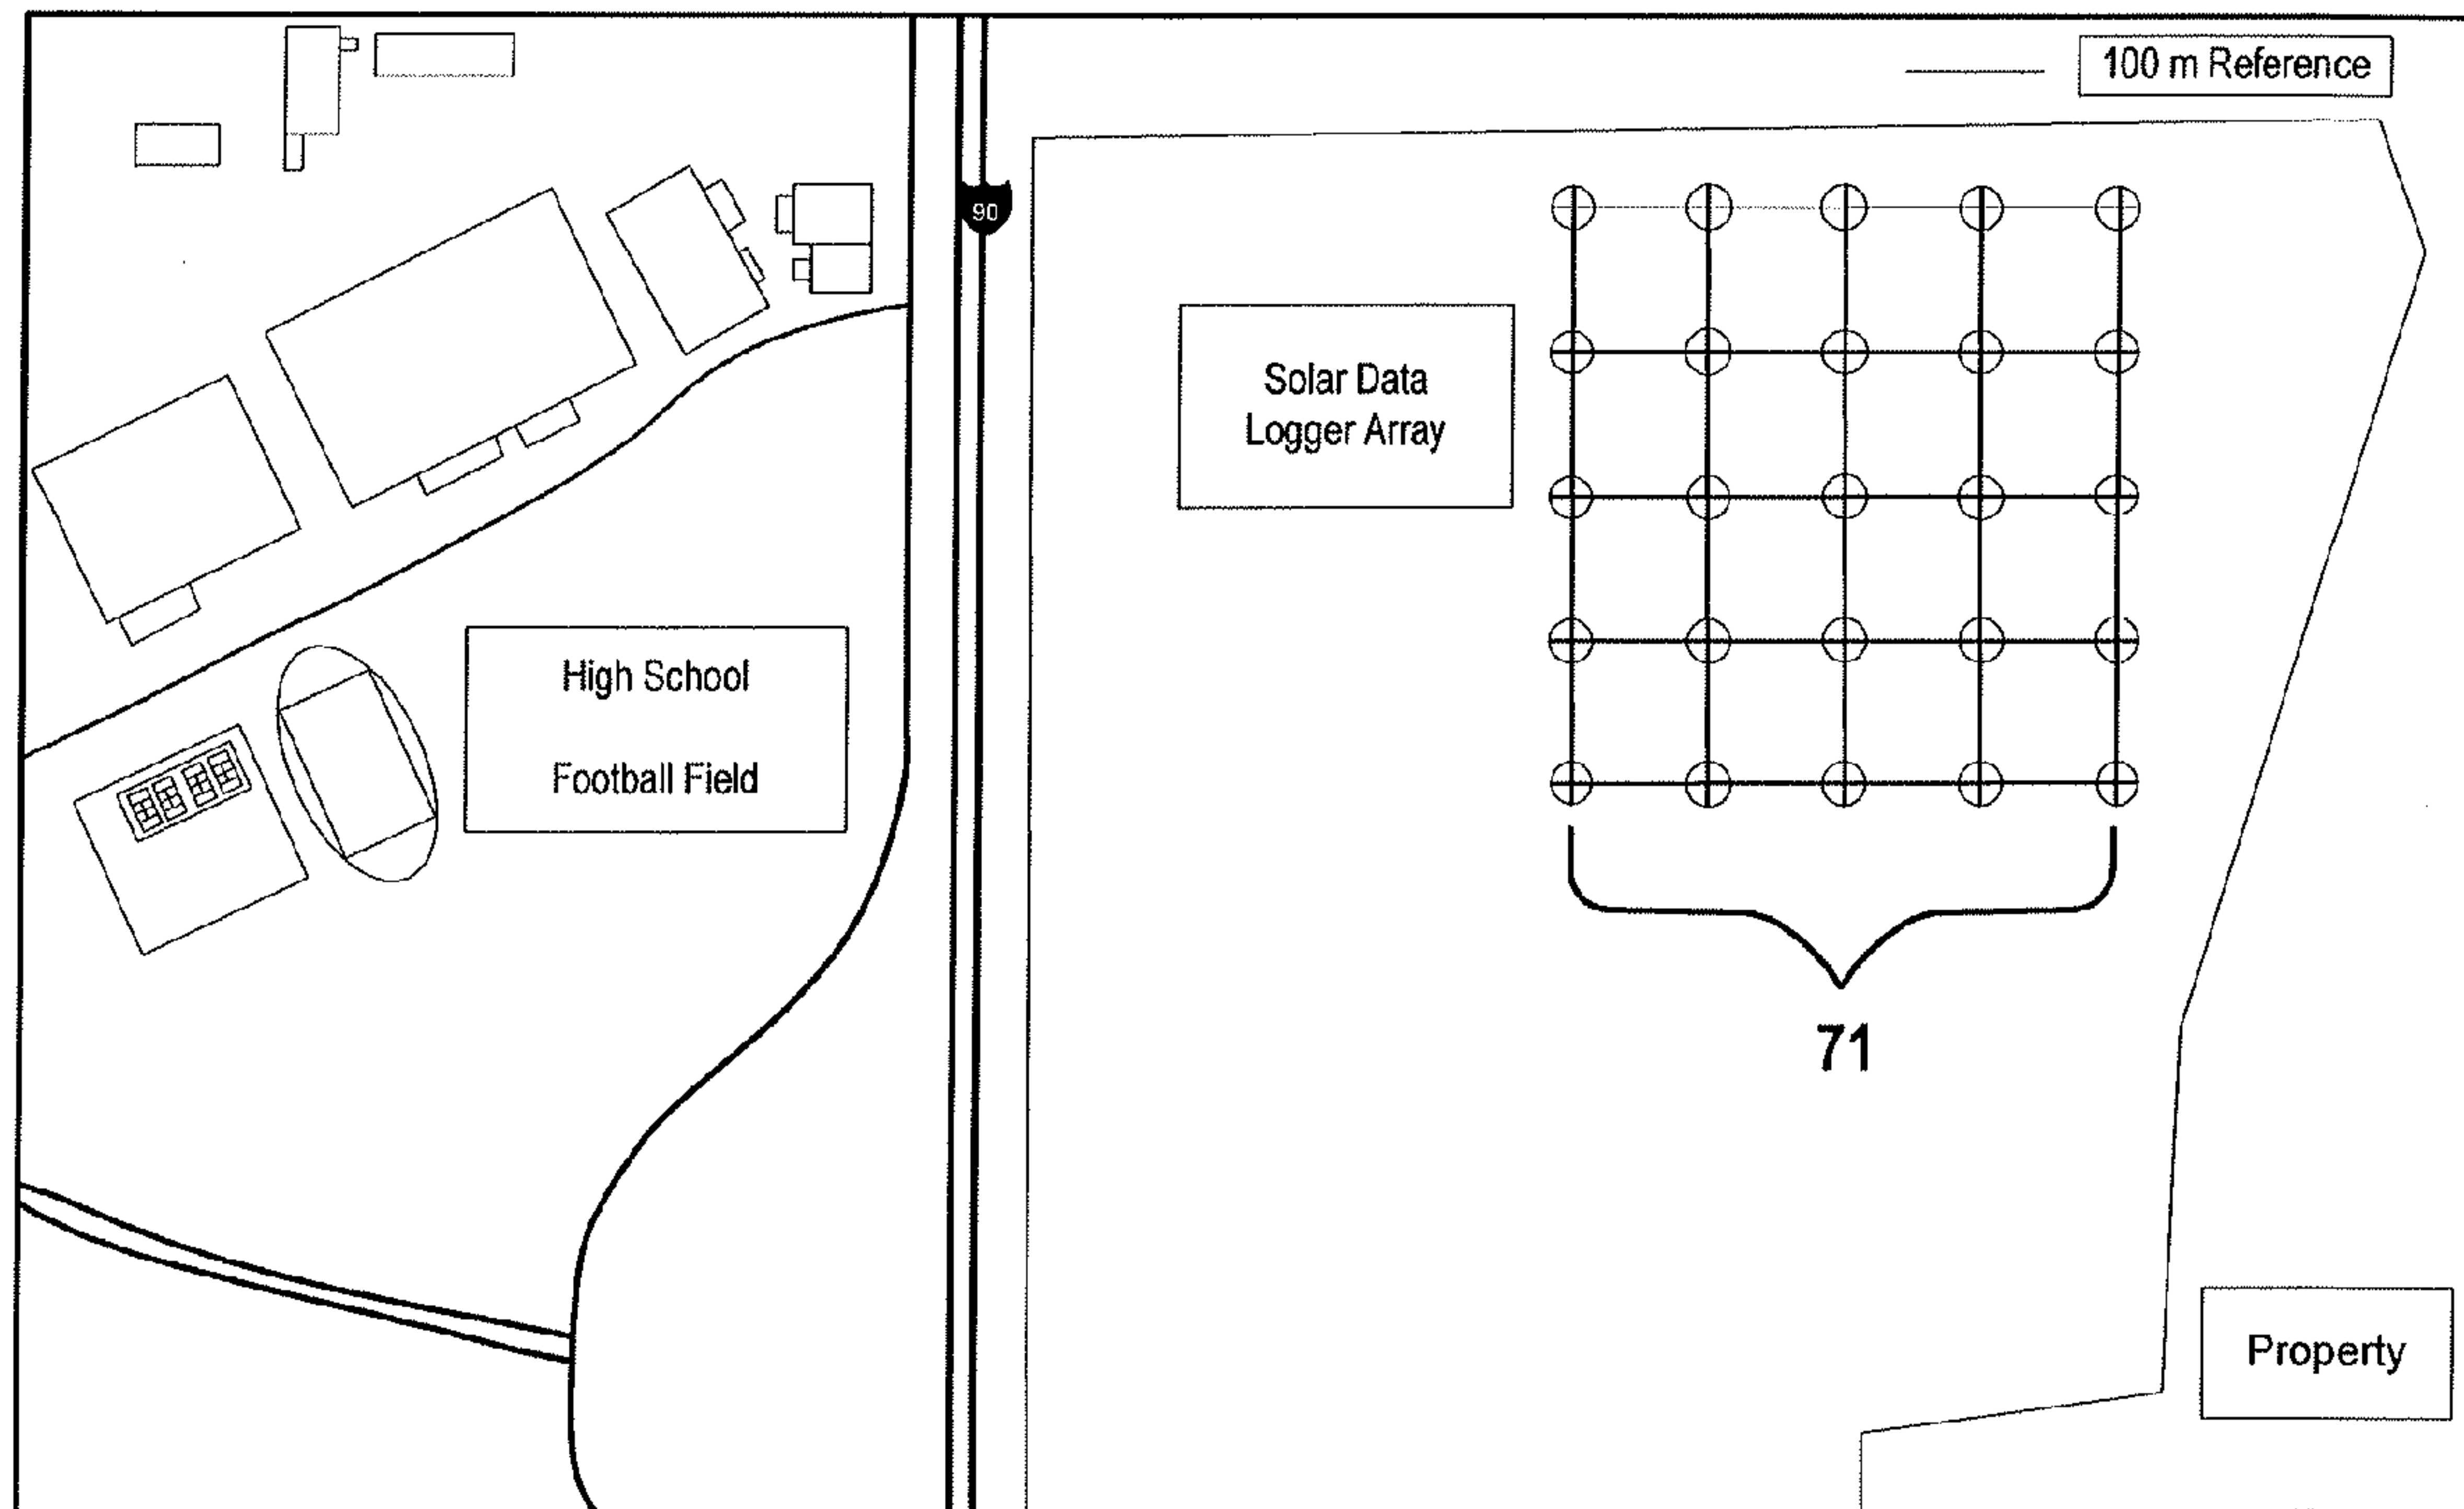 100 m Reference
90
Solar Data
Logger Array
High School
Football Field
71
Property